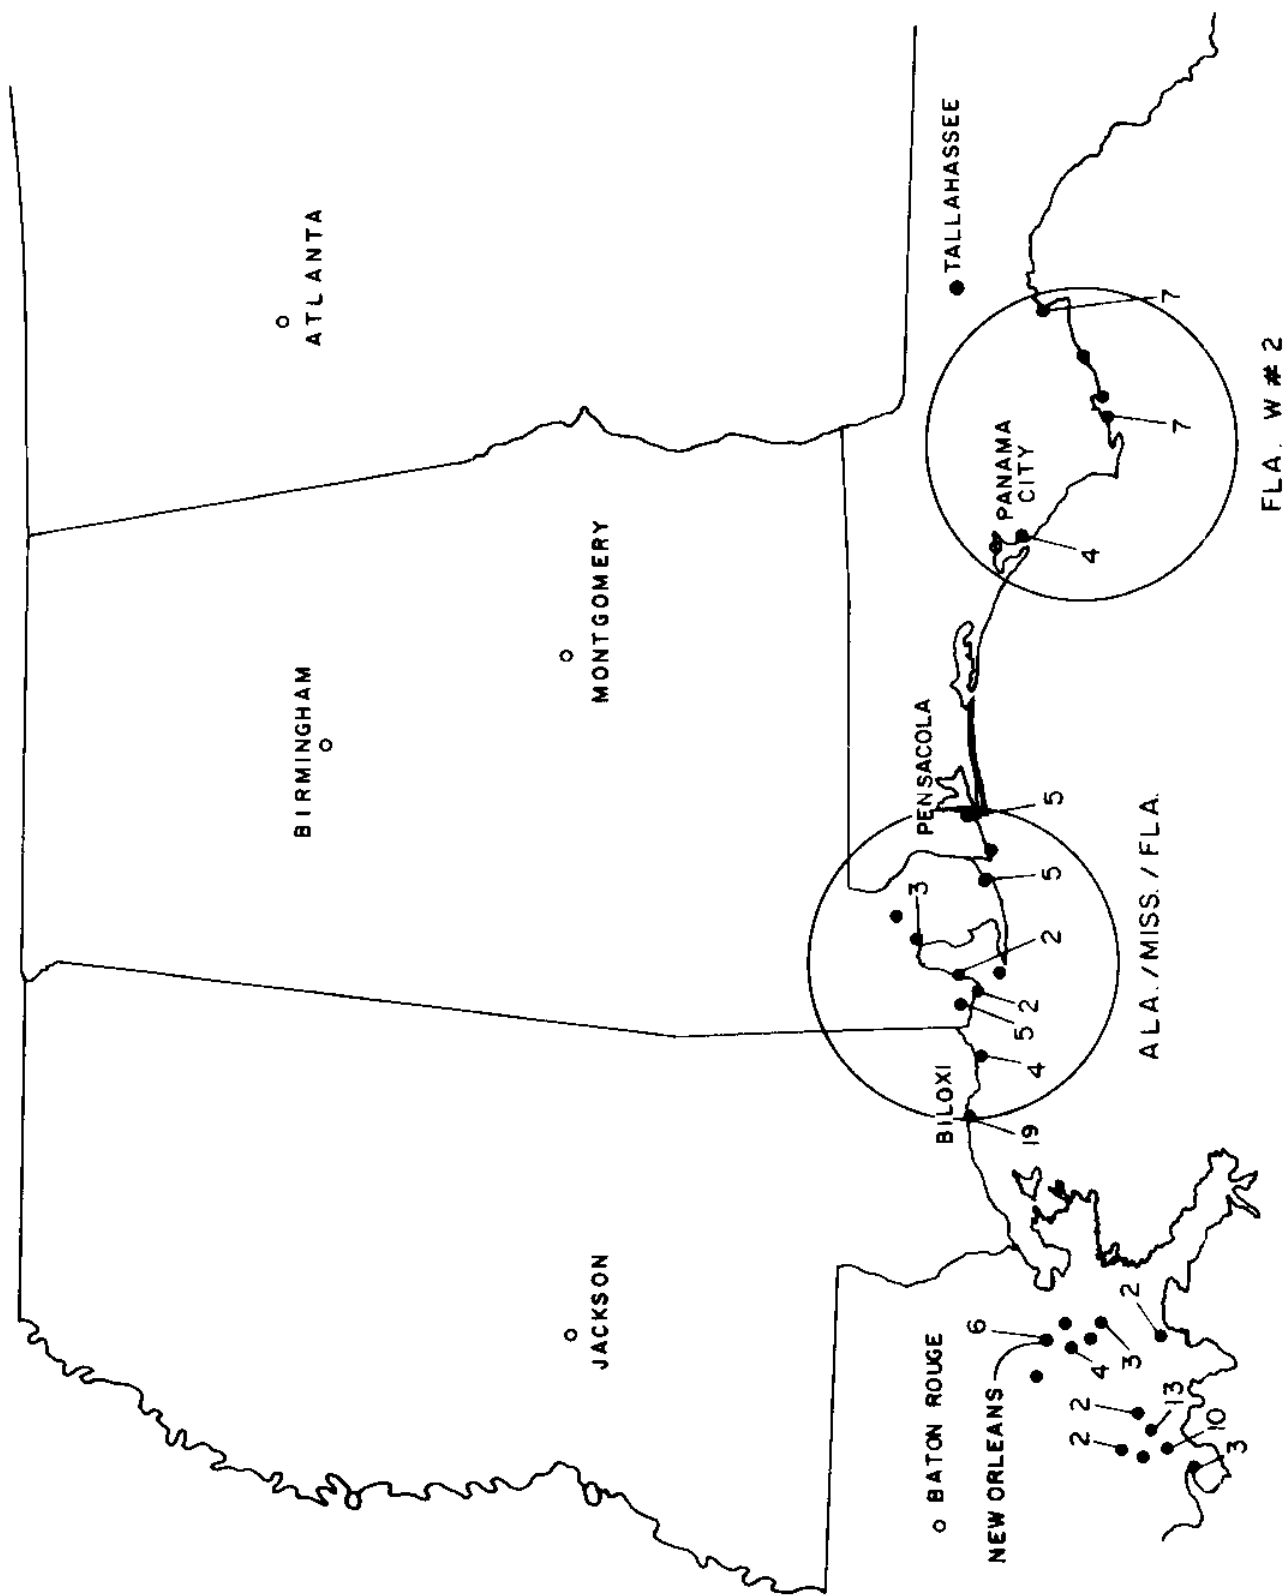 ATLANTA
BIRMINGHAM
MONTGOMERY
JACKSON
TALLAHASSEE
PANAMA
CITY
PENSACOLA
BILOXI
BATON ROUGE
NEW ORLEANS
7
7
4
5
5
3
2
2
5
4
19
6
4
3
2
2
2
13
10
3
ALA./MISS./FLA.
FLA. W # 2